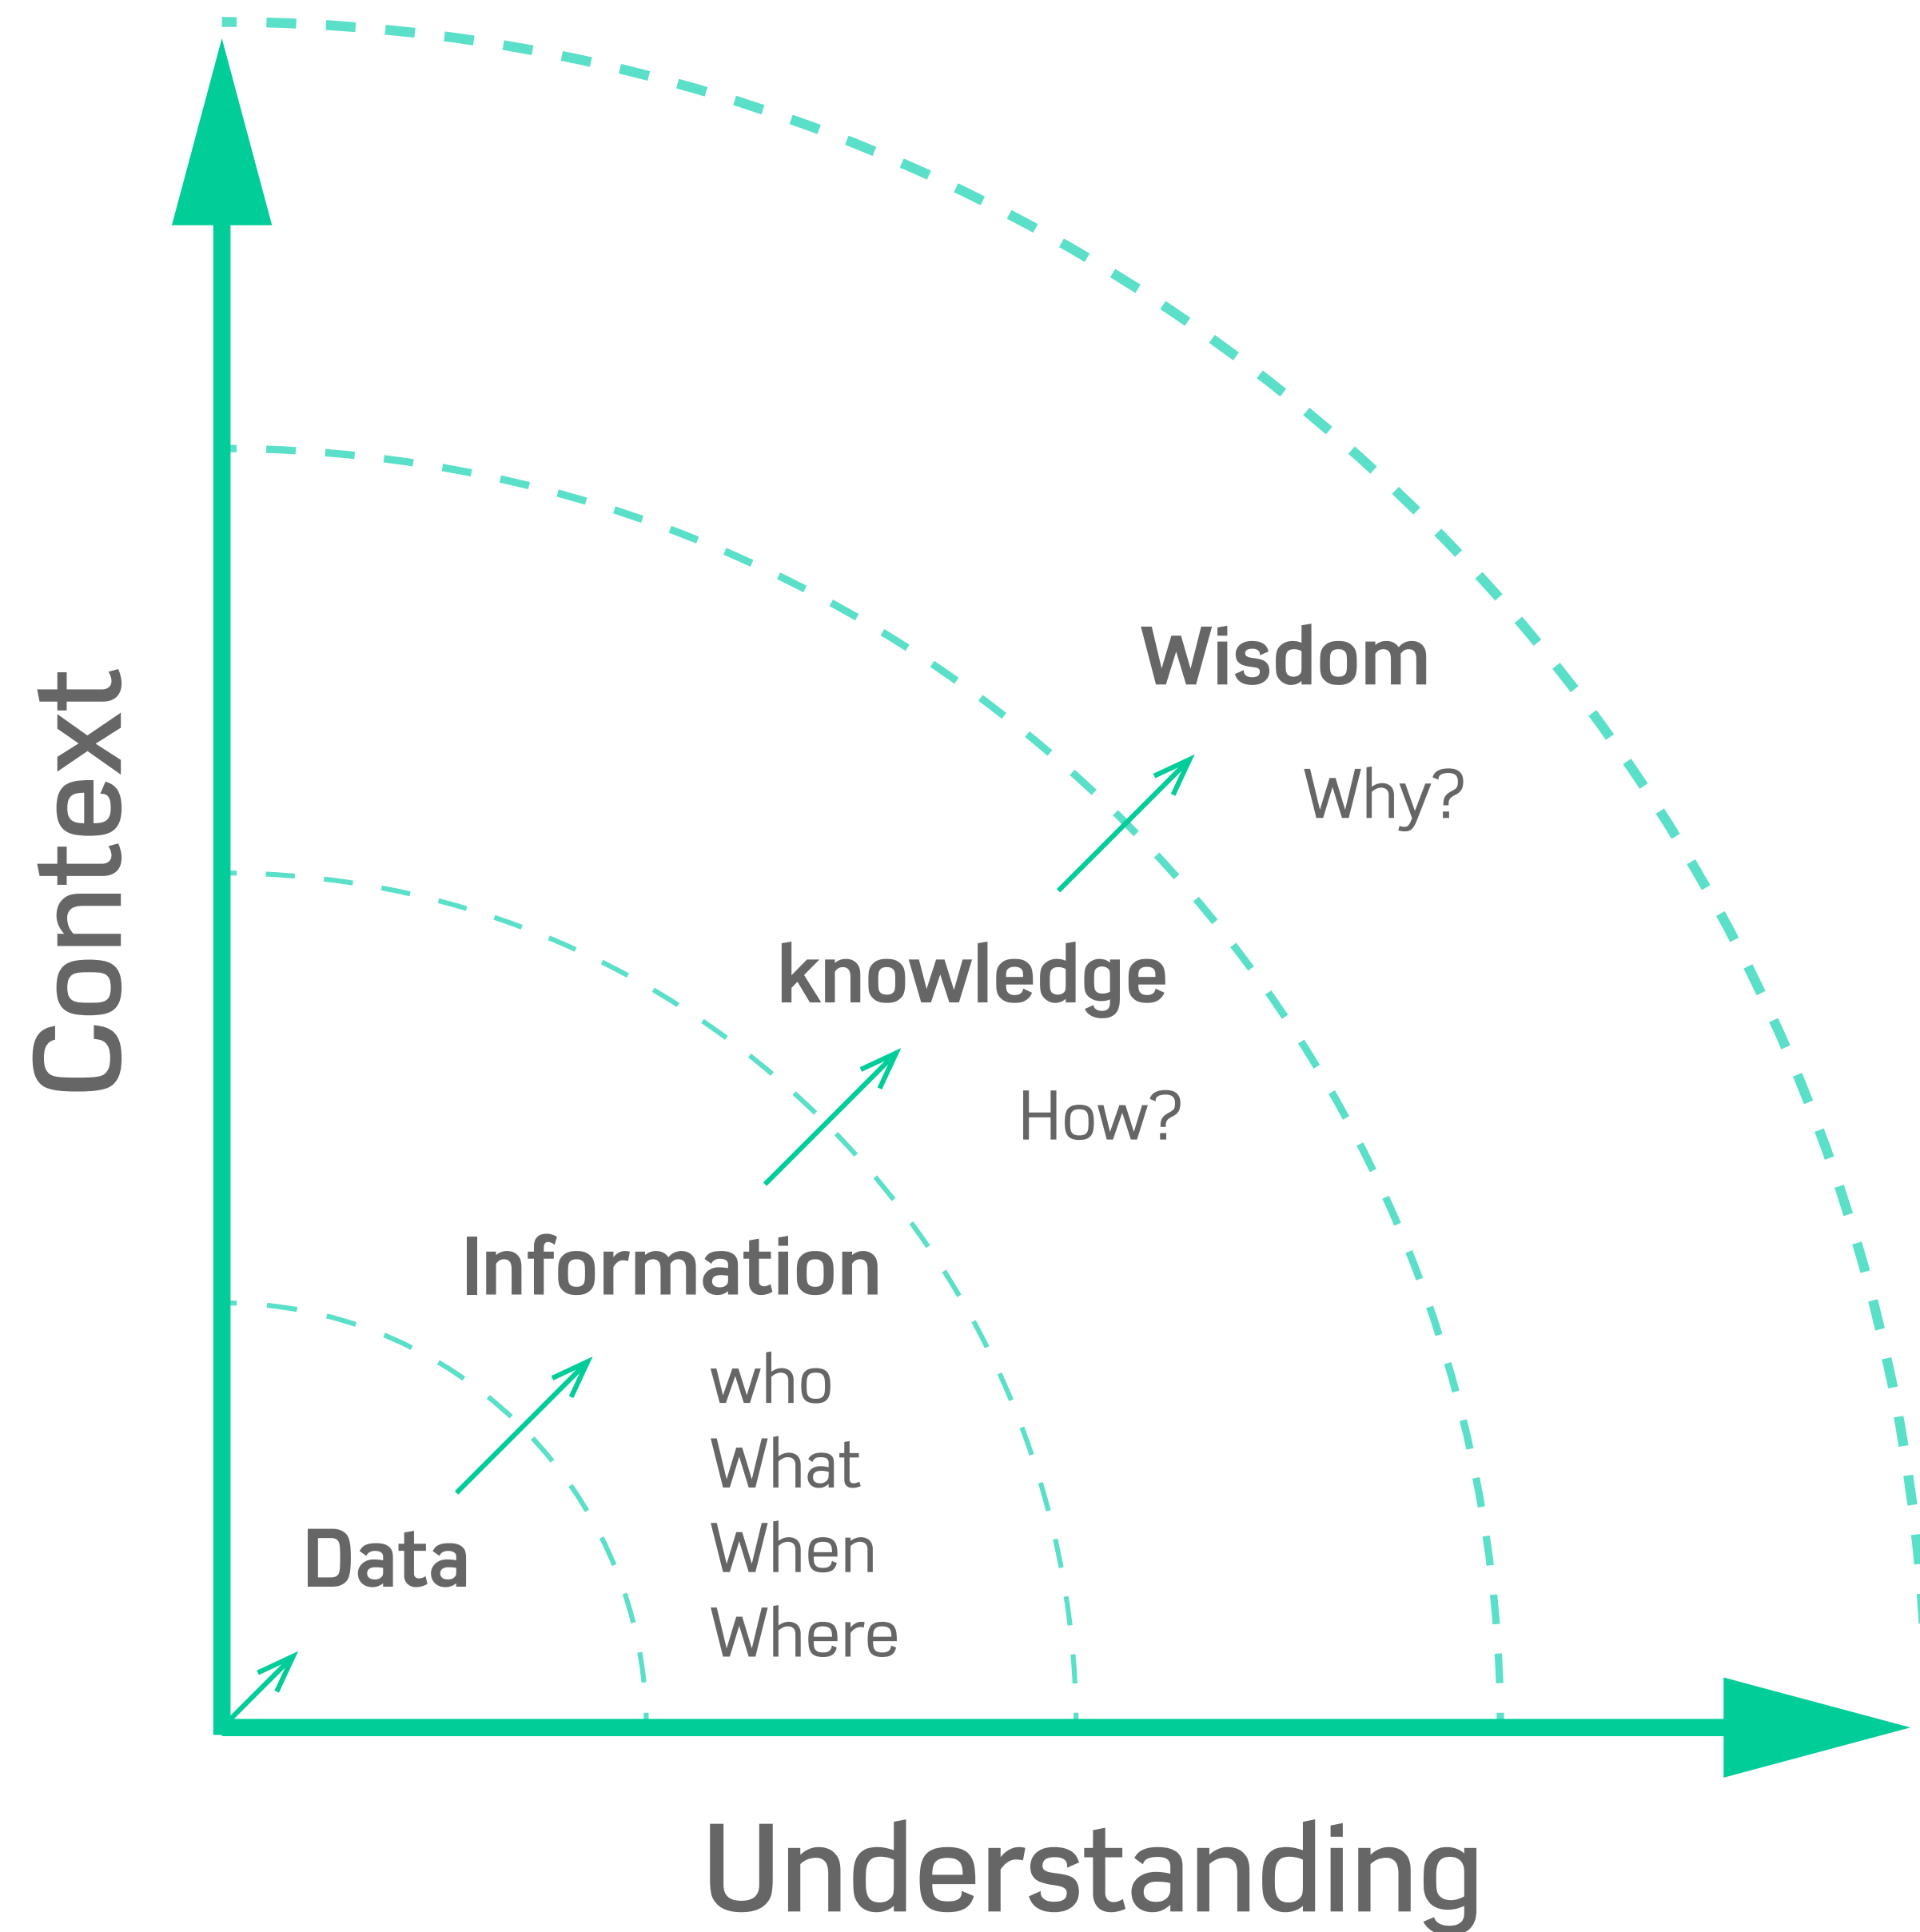 Wisdom
Why?
Knowledge
How?
Information
who
What
When
Where
Data
Context
Understanding